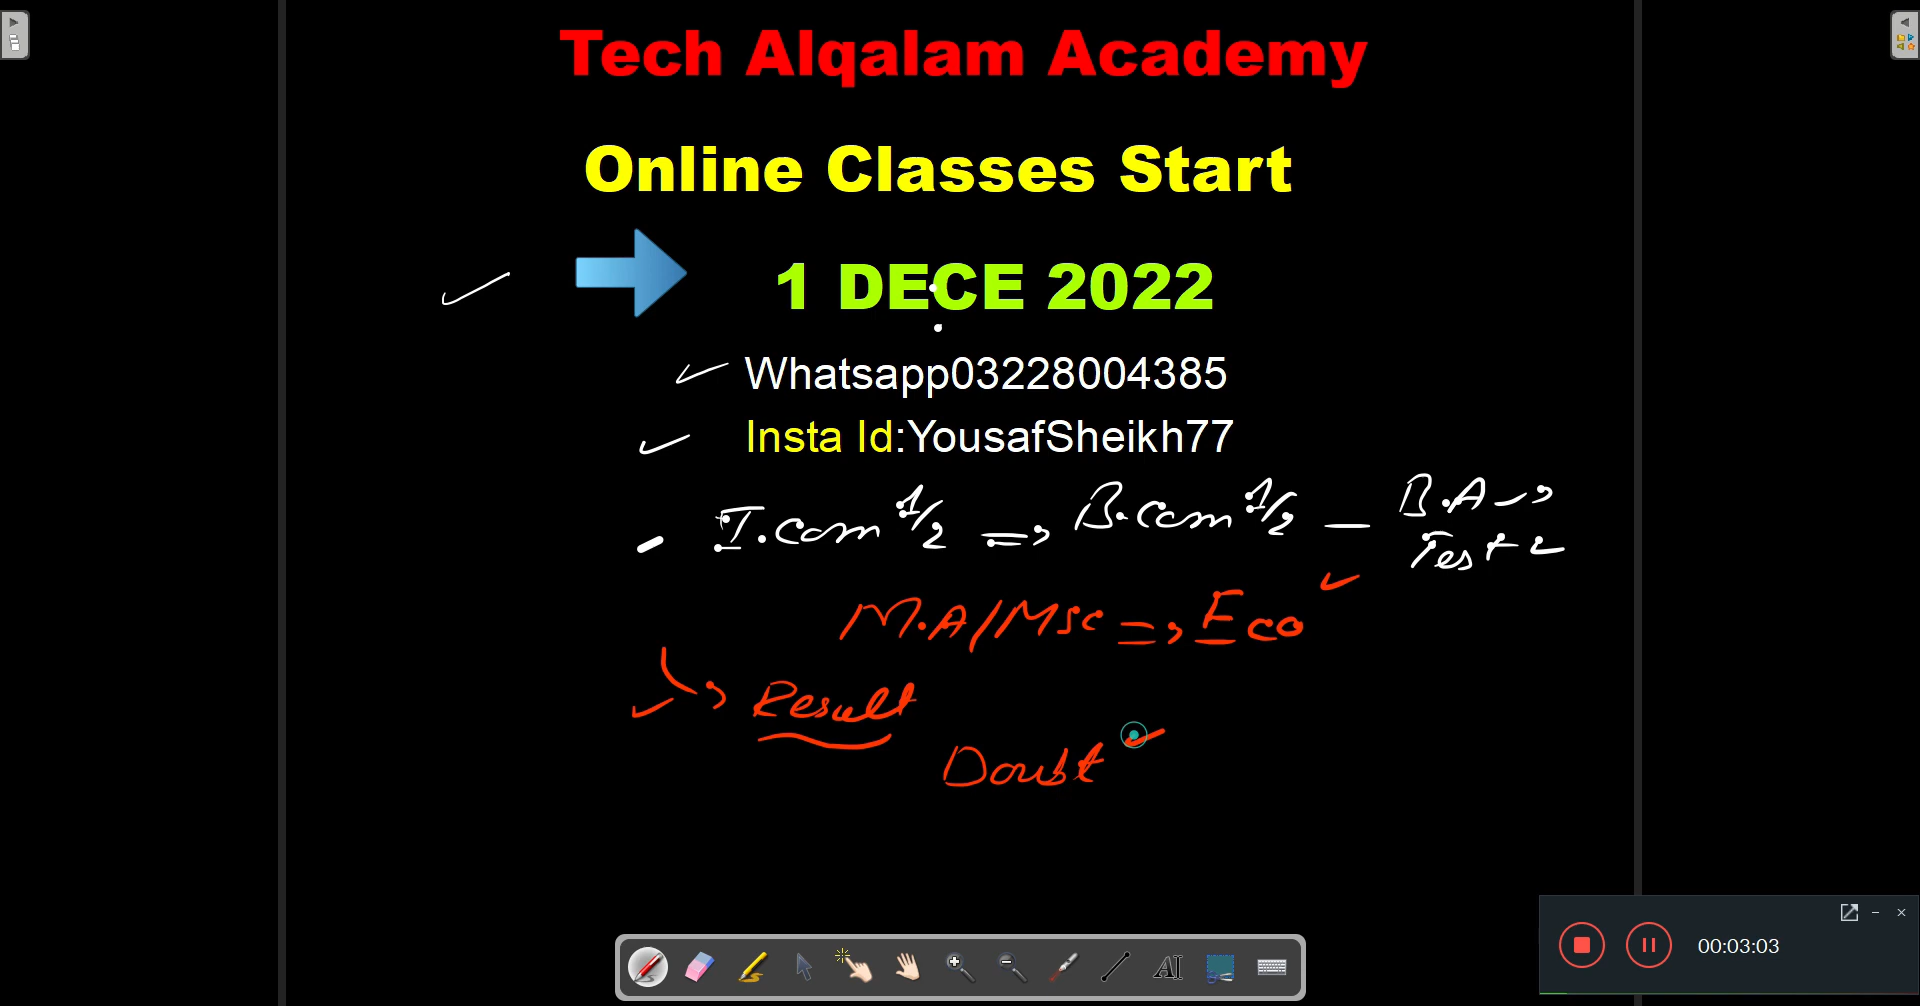 Tech Alqalam Academy
Online Classes Start
1 DECE 2022
Whatsapp03228004385
Insta Id:YousafSheikh77
I.com 1/2 => B.Com 1/2 — B.A ->
Test
M.A/Msc => Eco
Result
Doubt
AI
00:03:03